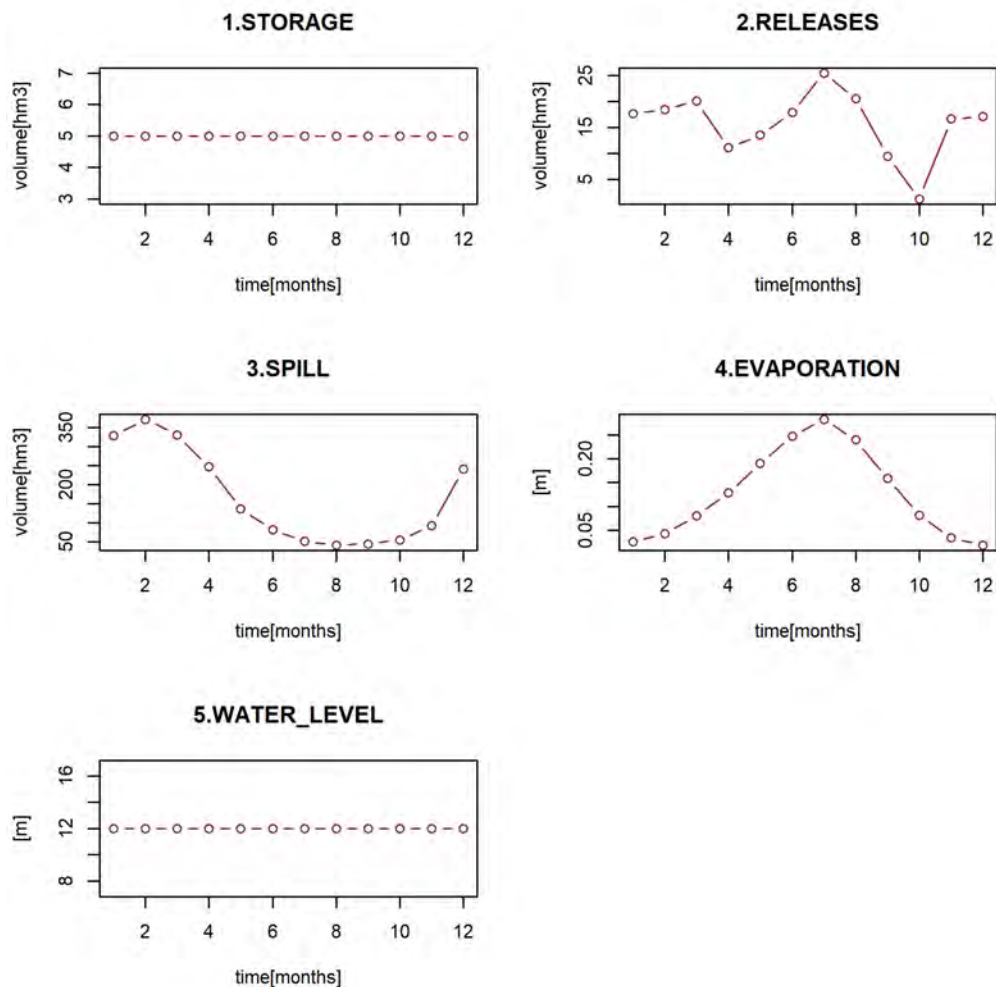 1.STORAGE
volume[hm3]
7
6
5
4
3
2 4 6 8 10 12
time[months]
2.RELEASES
volume[hm3]
25
15
5
2 4 6 8 10 12
time[months]
3.SPILL
volume[hm3]
350
200
50
2 4 6 8 10 12
time[months]
4.EVAPORATION
[m]
0.20
0.05
2 4 6 8 10 12
time[months]
5.WATER_LEVEL
[m]
16
12
8
2 4 6 8 10 12
time[months]